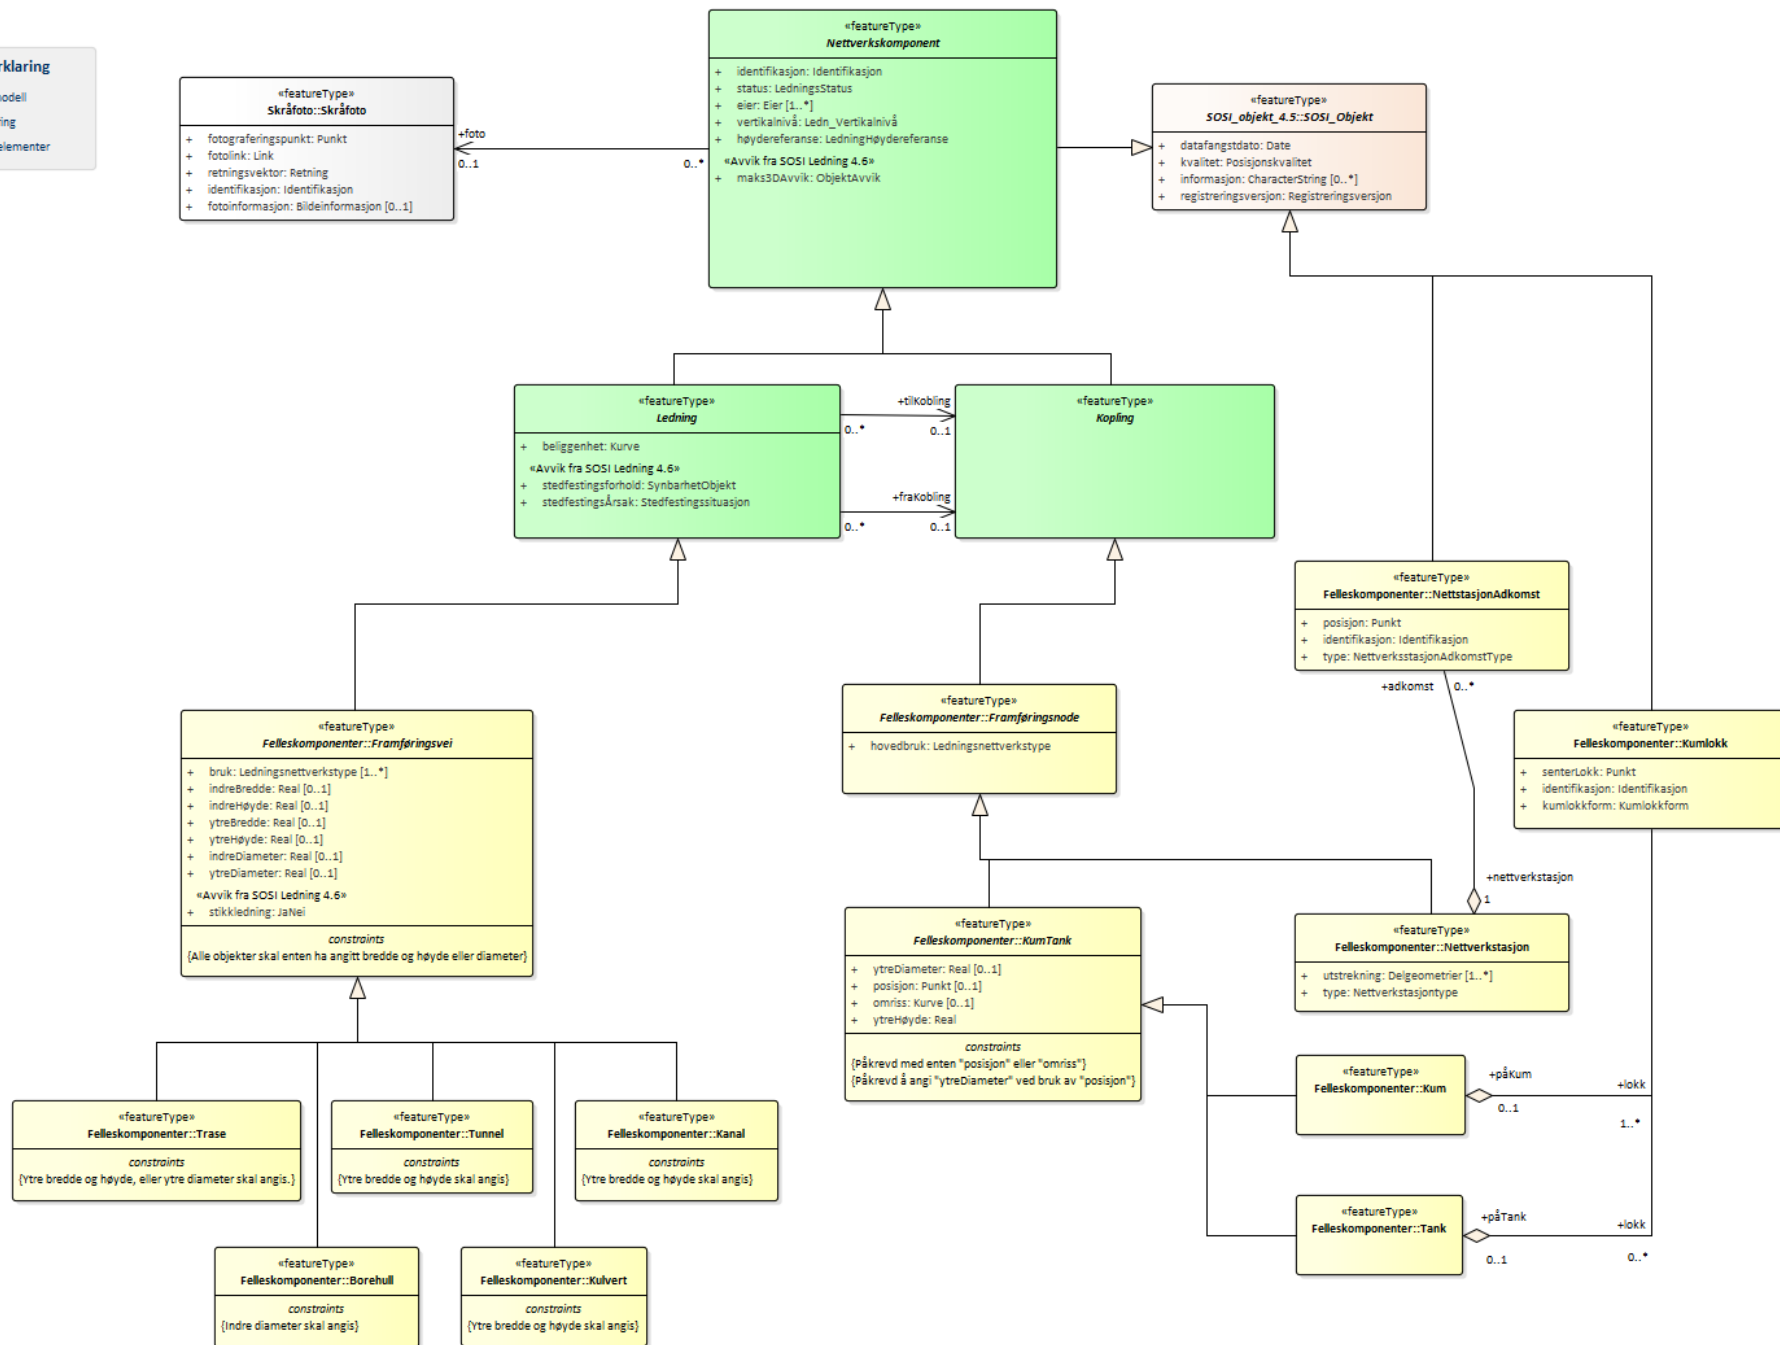 rklaring
nodell
ing
elementer
«featureType»
Skråfoto::Skråfoto
+ fotograferingspunkt: Punkt
+ fotolink: Link
+ retningsvektor: Retning
+ identifikasjon: Identifikasjon
+ fotoinformasjon: Bildeinformasjon [0..1]
+foto
0..1
0..*
«featureType»
Nettverkskomponent
+ identifikasjon: Identifikasjon
+ status: LedningsStatus
+ eier: Eier [1..*]
+ vertikalnivå: Ledn_Vertikalnivå
+ høydereferanse: LedningHøydereferanse
«Avvik fra SOSI Ledning 4.6»
+ maks3DAvvik: ObjektAvvik
«featureType»
SOSI_objekt_4.5::SOSI_Objekt
+ datafangstdato: Date
+ kvalitet: Posisjonskvalitet
+ informasjon: CharacterString [0..*]
+ registreringsversjon: Registreringsversjon
«featureType»
Ledning
+ beliggenhet: Kurve
«Avvik fra SOSI Ledning 4.6»
+ stedfestingsforhold: SynbarhetObjekt
+ stedfestingsÅrsak: Stedfestingssituasjon
+tilKobling
0..*
0..1
+fraKobling
0..*
0..1
«featureType»
Kopling
«featureType»
Felleskomponenter::NettstasjonAdkomst
+ posisjon: Punkt
+ identifikasjon: Identifikasjon
+ type: NettverksstasjonAdkomstType
+adkomst
0..*
«featureType»
Felleskomponenter::Framføringsvei
+ bruk: Ledningsnettverkstype [1..*]
+ indreBredde: Real [0..1]
+ indreHøyde: Real [0..1]
+ ytreBredde: Real [0..1]
+ ytreHøyde: Real [0..1]
+ indreDiameter: Real [0..1]
+ ytreDiameter: Real [0..1]
«Avvik fra SOSI Ledning 4.6»
+ stikkledning: JaNei
constraints
{Alle objekter skal enten ha angitt bredde og høyde eller diameter}
«featureType»
Felleskomponenter::Framføringsnode
+ hovedbruk: Ledningsnettverkstype
«featureType»
Felleskomponenter::Kumlokk
+ senterLokk: Punkt
+ identifikasjon: Identifikasjon
+ kumlokkform: Kumlokkform
+nettverkstasjon
1
«featureType»
Felleskomponenter::KumTank
+ ytreDiameter: Real [0..1]
+ posisjon: Punkt [0..1]
+ omriss: Kurve [0..1]
+ ytreHøyde: Real
constraints
{Påkrevd med enten "posisjon" eller "omriss"}
{Påkrevd å angi "ytreDiameter" ved bruk av "posisjon"}
«featureType»
Felleskomponenter::Nettverkstasjon
+ utstrekning: Delgeometrier [1..*]
+ type: Nettverkstasjontype
«featureType»
Felleskomponenter::Kum
+påKum
0..1
+lokk
1..*
«featureType»
Felleskomponenter::Tank
+påTank
0..1
+lokk
0..*
«featureType»
Felleskomponenter::Trase
constraints
{Ytre bredde og høyde, eller ytre diameter skal angis.}
«featureType»
Felleskomponenter::Tunnel
constraints
{Ytre bredde og høyde skal angis}
«featureType»
Felleskomponenter::Kanal
constraints
{Ytre bredde og høyde skal angis}
«featureType»
Felleskomponenter::Borehull
constraints
{Indre diameter skal angis}
«featureType»
Felleskomponenter::Kulvert
constraints
{Ytre bredde og høyde skal angis}